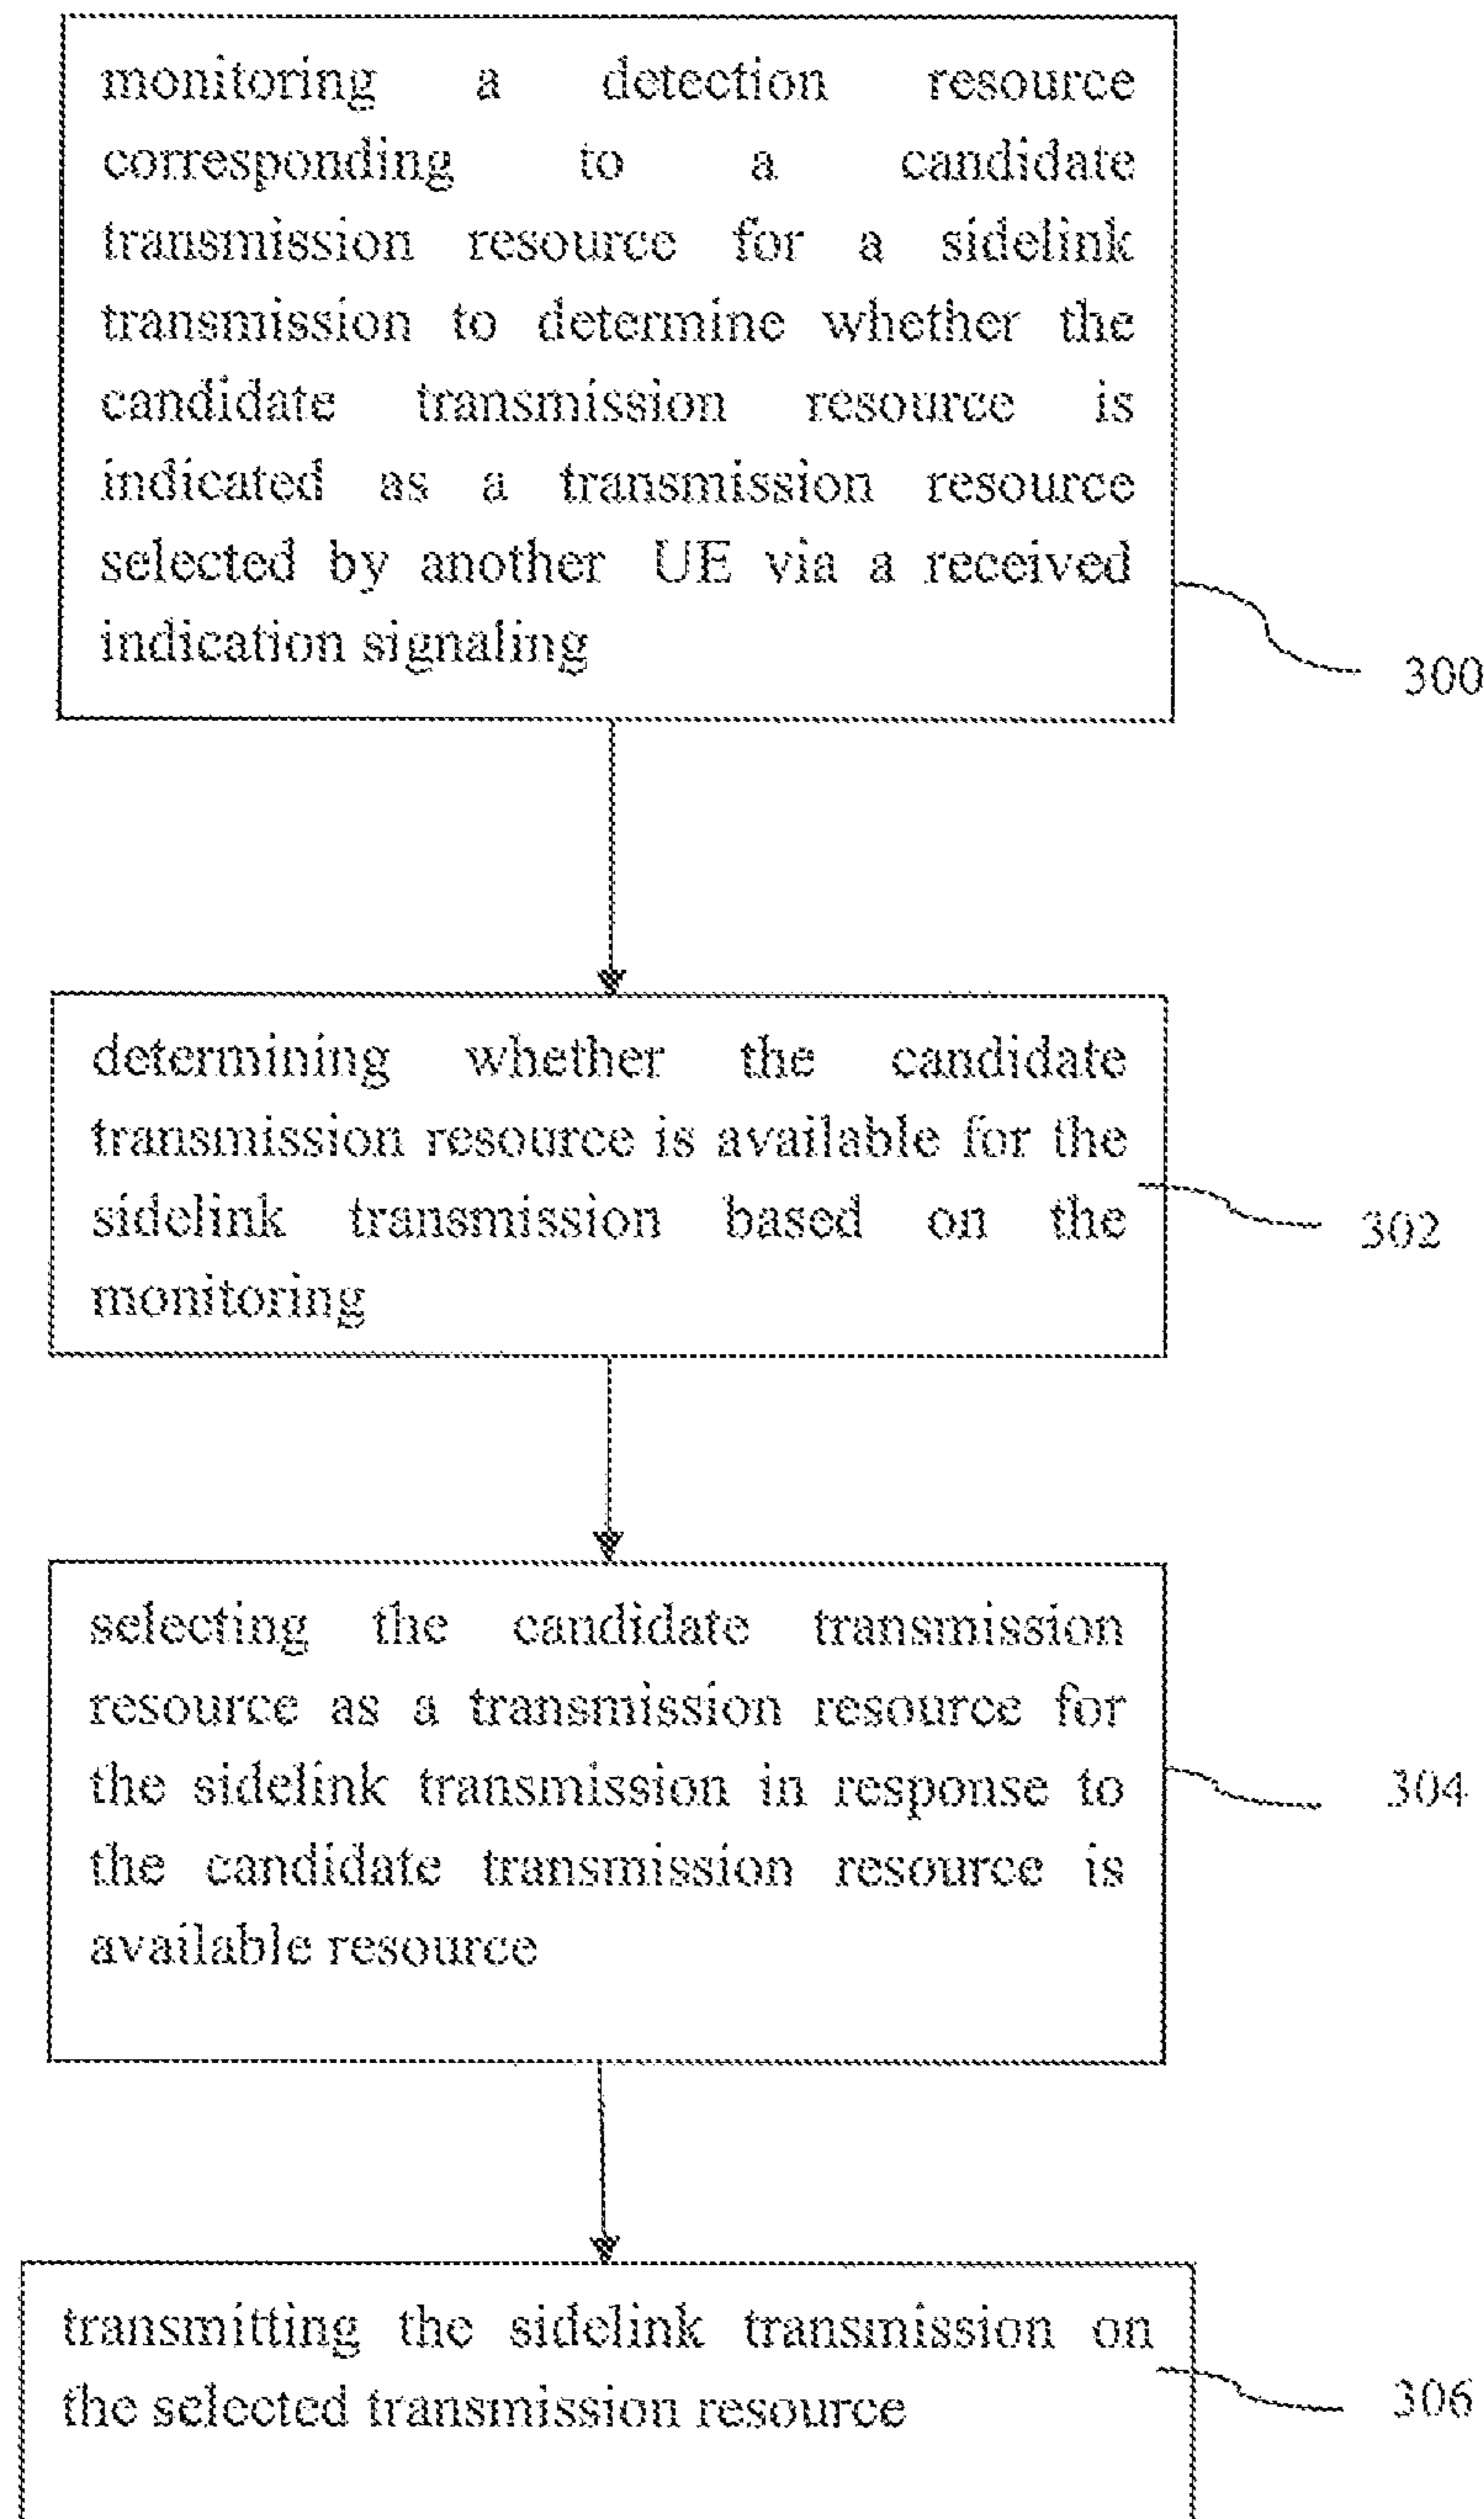 monitoring a detection resource
corresponding to a candidate
transmission resource for a sidelink
transmission to determine whether the
candidate transmission resource is
indicated as a transmission resource
selected by another UE via a received
indication signaling
300
determining whether the candidate
transmission resource is available for the
sidelink transmission based on the
monitoring
302
selecting the candidate transmission
resource as a transmission resource for
the sidelink transmission in response to
the candidate transmission resource is
available resource
304
transmitting the sidelink transmission on
the selected transmission resource
306